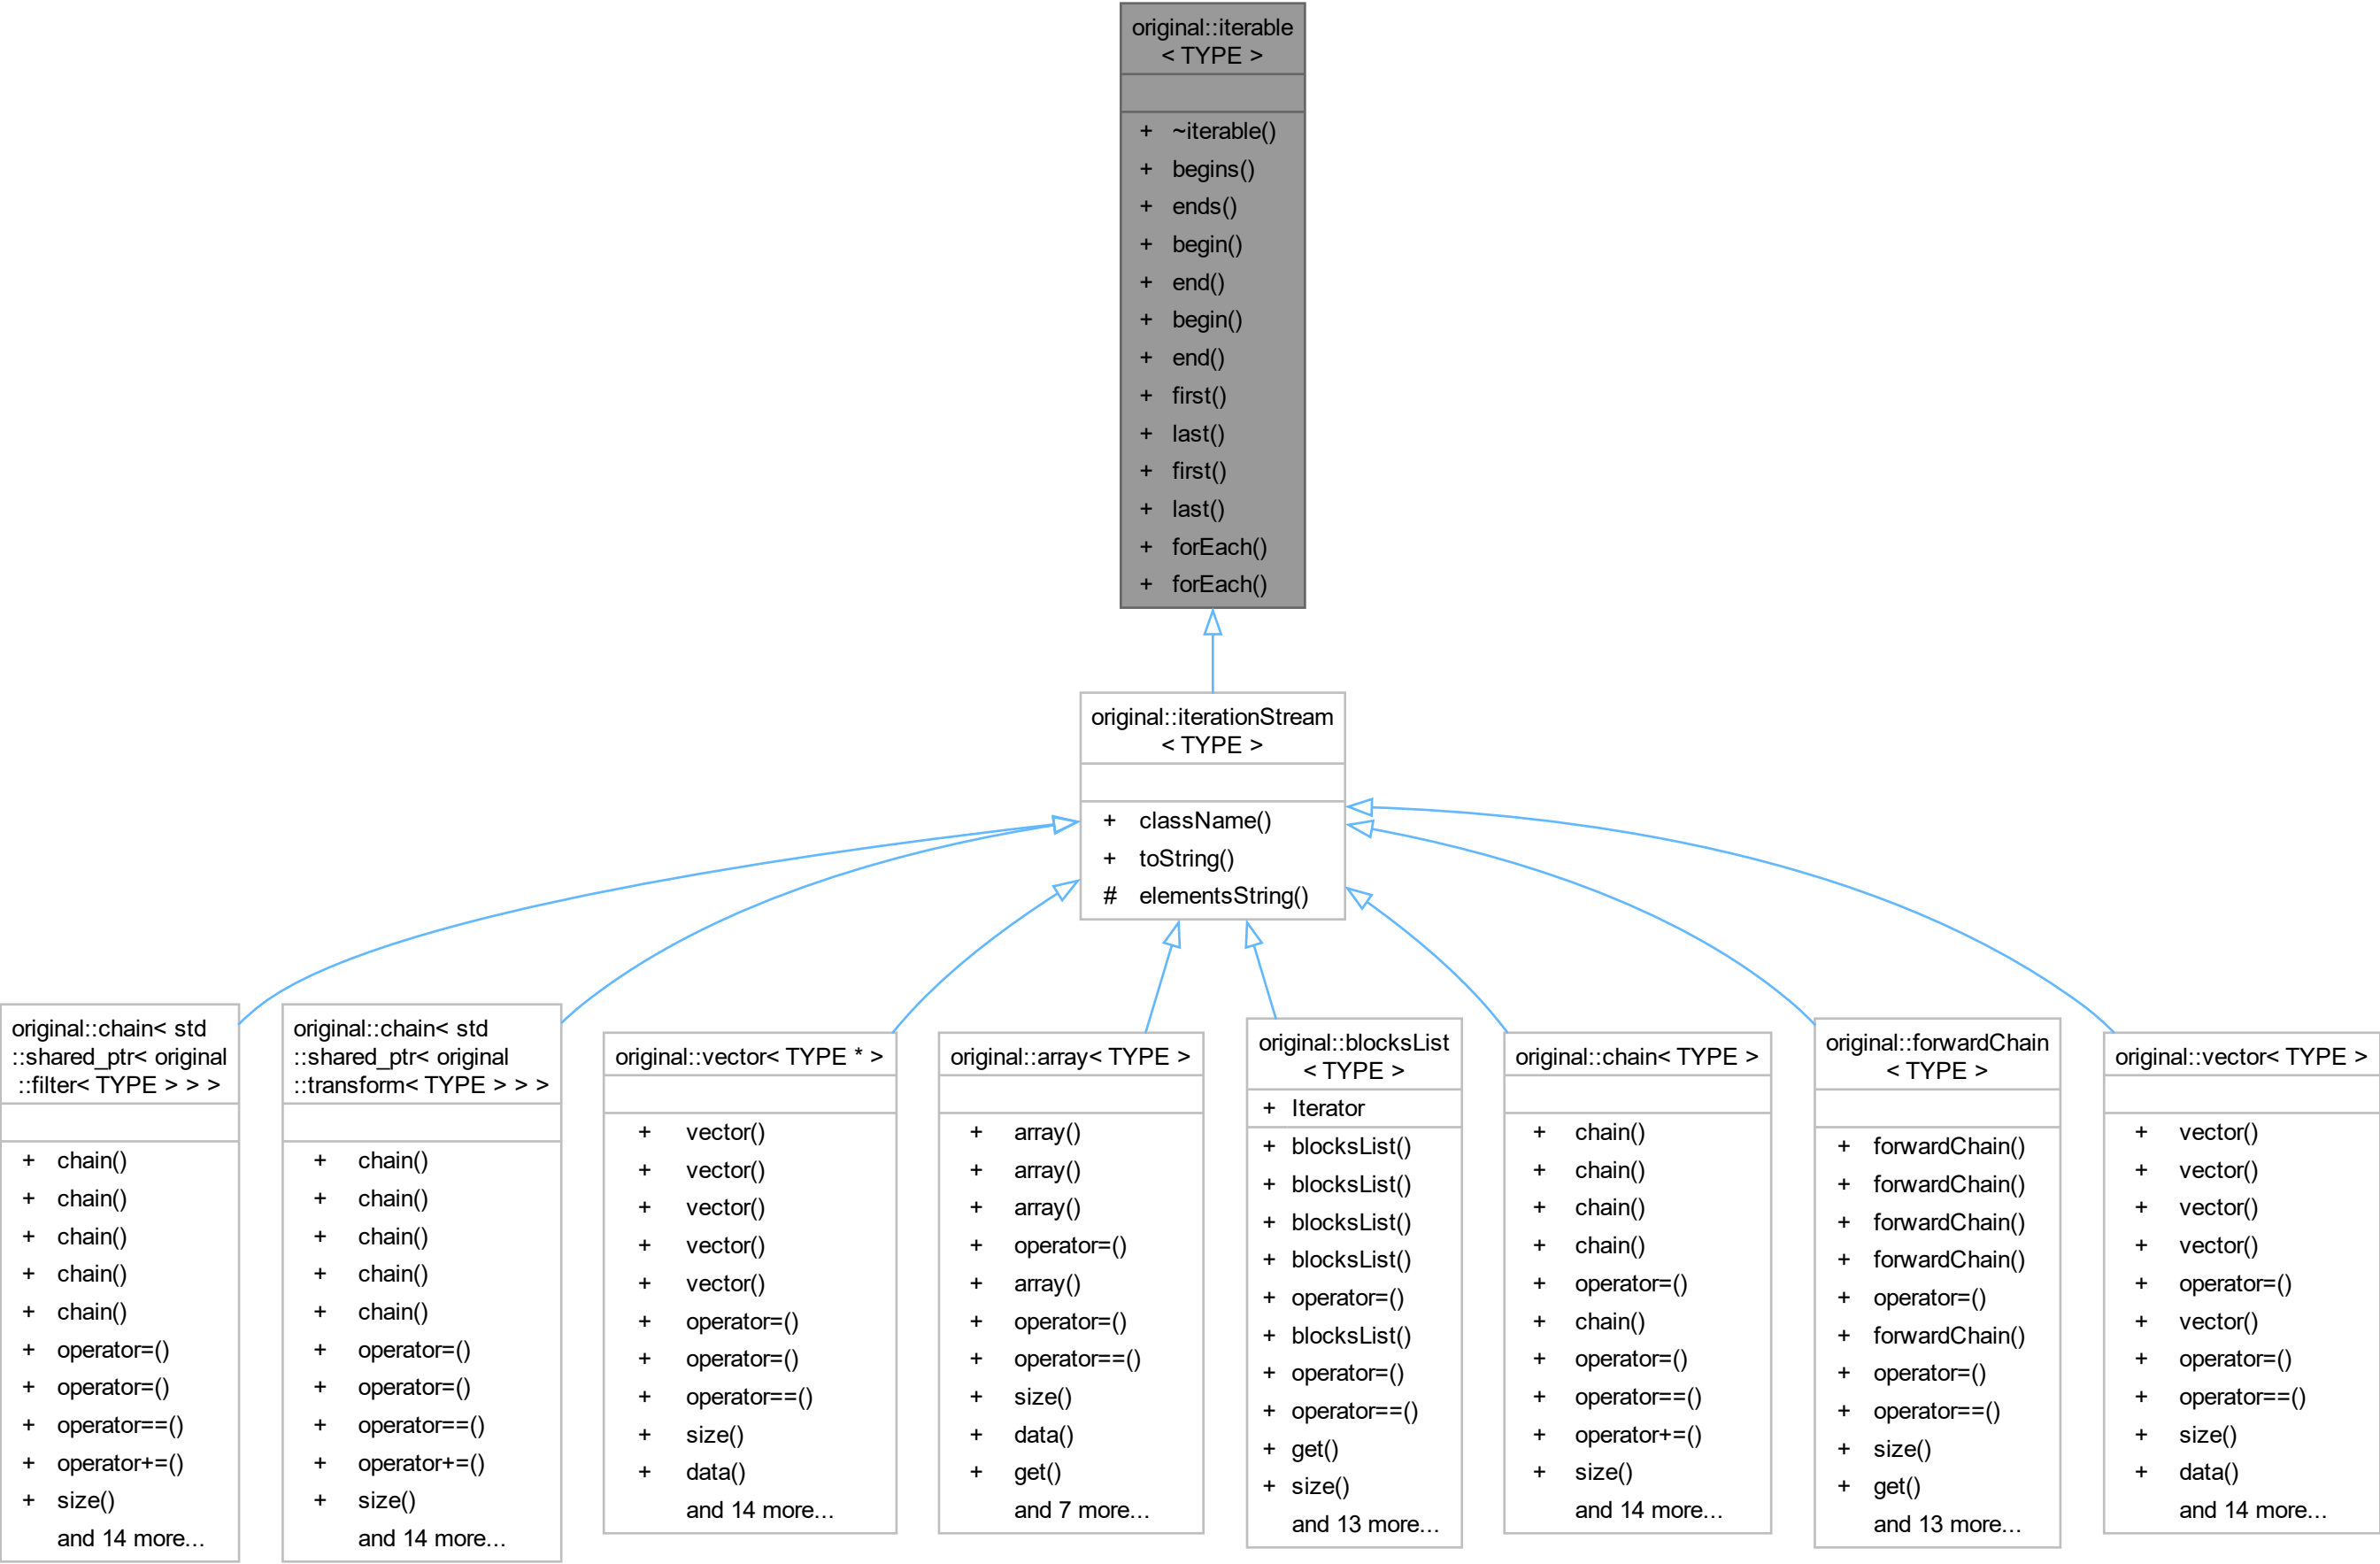 original::iterable
< TYPE >
+ ~iterable()
+ begins()
+ ends()
+ begin()
+ end()
+ begin()
+ end()
+ first()
+ last()
+ first()
+ last()
+ forEach()
+ forEach()
original::iterationStream
< TYPE >
+ className()
+ toString()
# elementsString()
original::chain< std
::shared_ptr< original
::filter< TYPE > > >
+ chain()
+ chain()
+ chain()
+ chain()
+ chain()
+ operator=()
+ operator=()
+ operator==()
+ operator+=()
+ size()
and 14 more...
original::chain< std
::shared_ptr< original
::transform< TYPE > > >
+ chain()
+ chain()
+ chain()
+ chain()
+ chain()
+ operator=()
+ operator=()
+ operator==()
+ operator+=()
+ size()
and 14 more...
original::vector< TYPE * >
+ vector()
+ vector()
+ vector()
+ vector()
+ vector()
+ operator=()
+ operator=()
+ operator==()
+ size()
+ data()
and 14 more...
original::array< TYPE >
+ array()
+ array()
+ array()
+ operator=()
+ array()
+ operator=()
+ operator==()
+ size()
+ data()
+ get()
and 7 more...
original::blocksList
< TYPE >
+ Iterator
+ blocksList()
+ blocksList()
+ blocksList()
+ blocksList()
+ operator=()
+ blocksList()
+ operator=()
+ operator==()
+ get()
+ size()
and 13 more...
original::chain< TYPE >
+ chain()
+ chain()
+ chain()
+ chain()
+ operator=()
+ chain()
+ operator=()
+ operator==()
+ operator+=()
+ size()
and 14 more...
original::forwardChain
< TYPE >
+ forwardChain()
+ forwardChain()
+ forwardChain()
+ forwardChain()
+ operator=()
+ forwardChain()
+ operator=()
+ operator==()
+ size()
+ get()
and 13 more...
original::vector< TYPE >
+ vector()
+ vector()
+ vector()
+ vector()
+ operator=()
+ vector()
+ operator=()
+ operator==()
+ size()
+ data()
and 14 more...